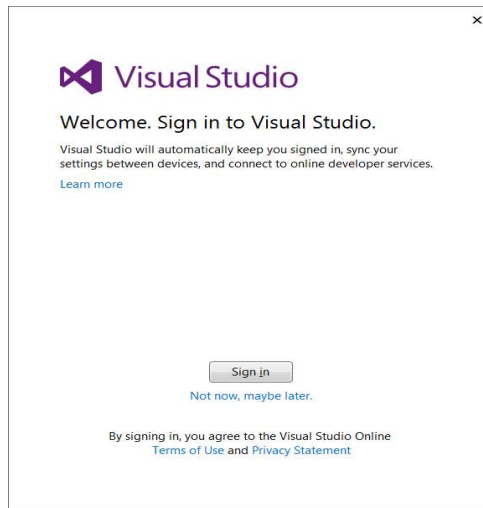 ×
Visual Studio
Welcome. Sign in to Visual Studio.
Visual Studio will automatically keep you signed in, sync your
settings between devices, and connect to online developer services.
Learn more
Sign in
Not now, maybe later.
By signing in, you agree to the Visual Studio Online
Terms of Use and Privacy Statement